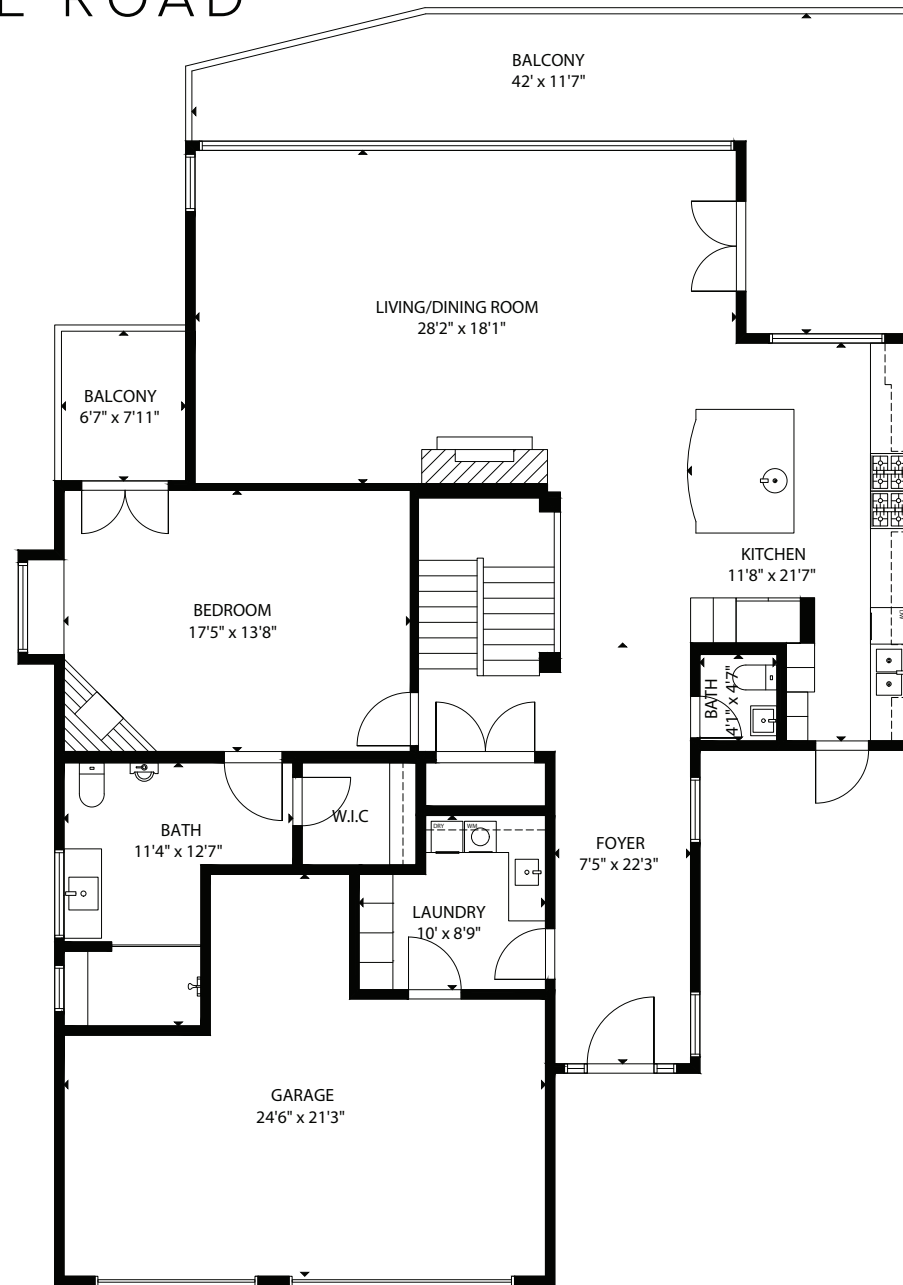 ROAD
BALCONY
42' x 11'7"
LIVING/DINING ROOM
28'2" x 18'1"
BALCONY
6'7" x 7'11"
KITCHEN
11'8" x 21'7"
BEDROOM
17'5" x 13'8"
BATH
4'1" x 4'7"
W.I.C
BATH
11'4" x 12'7"
DRY
WM
FOYER
7'5" x 22'3"
LAUNDRY
10' x 8'9"
GARAGE
24'6" x 21'3"